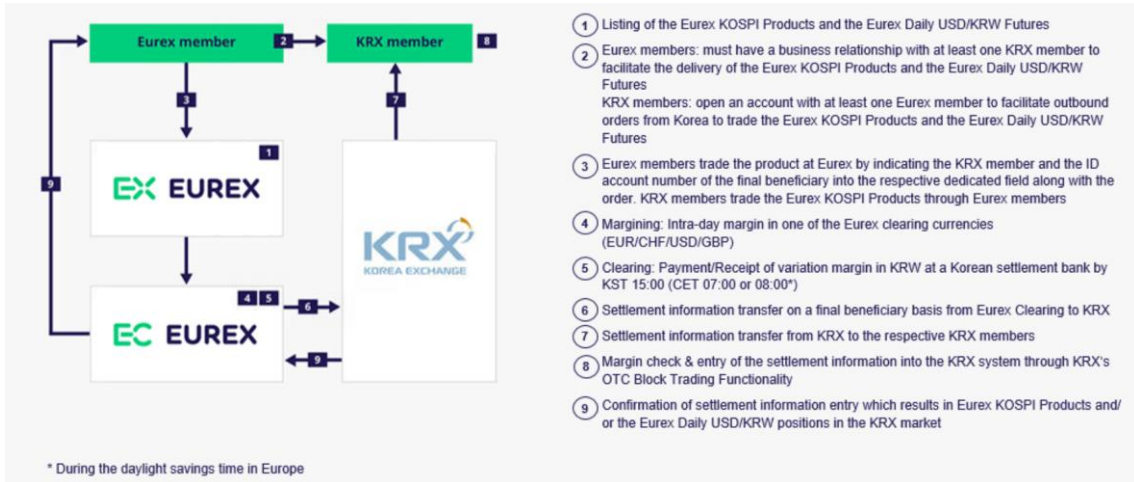 Eurex member
2
KRX member
8
3
7
1
EX EUREX
9
KRX
KOREA EXCHANGE
4 5
6
EC EUREX
9
1 Listing of the Eurex KOSPI Products and the Eurex Daily USD/KRW Futures
2 Eurex members: must have a business relationship with at least one KRX member to
facilitate the delivery of the Eurex KOSPI Products and the Eurex Daily USD/KRW
Futures
KRX members: open an account with at least one Eurex member to facilitate outbound
orders from Korea to trade the Eurex KOSPI Products and the Eurex Daily USD/KRW
Futures
3 Eurex members trade the product at Eurex by indicating the KRX member and the ID
account number of the final beneficiary into the respective dedicated field along with the
order. KRX members trade the Eurex KOSPI Products through Eurex members
4 Margining: Intra-day margin in one of the Eurex clearing currencies
(EUR/CHF/USD/GBP)
5 Clearing: Payment/Receipt of variation margin in KRW at a Korean settlement bank by
KST 15:00 (CET 07:00 or 08:00*)
6 Settlement information transfer on a final beneficiary basis from Eurex Clearing to KRX
7 Settlement information transfer from KRX to the respective KRX members
8 Margin check & entry of the settlement information into the KRX system through KRX's
OTC Block Trading Functionality
9 Confirmation of settlement information entry which results in Eurex KOSPI Products and/
or the Eurex Daily USD/KRW positions in the KRX market
* During the daylight savings time in Europe